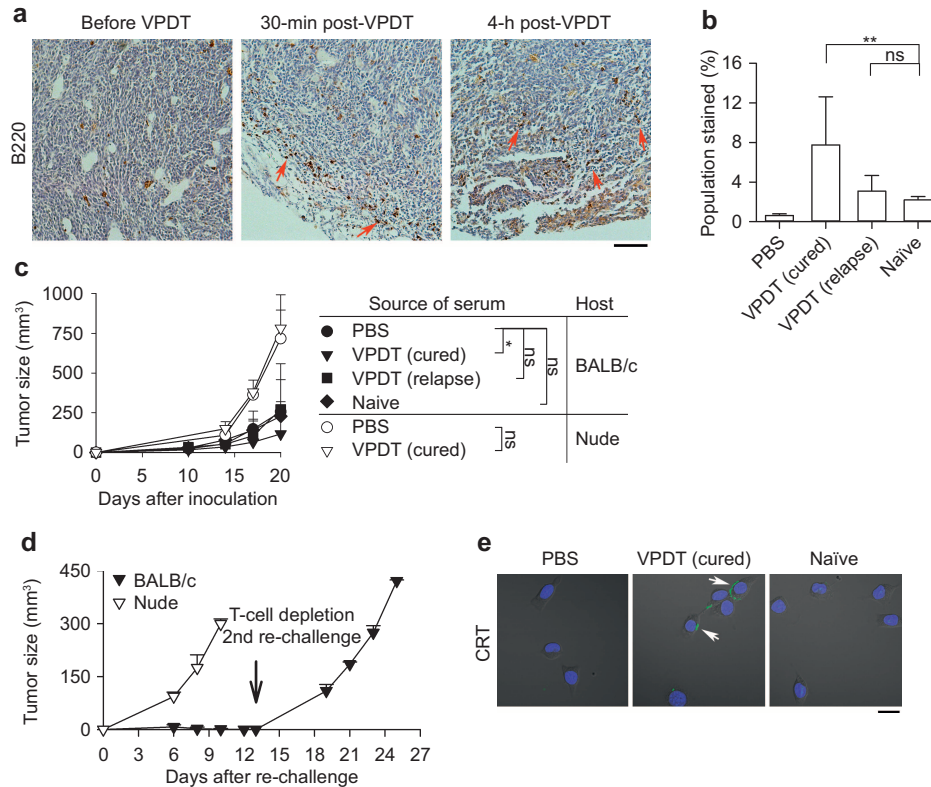 a
Before VPDT 30-min post-VPDT 4-h post-VPDT
B220
b
Population stained (%)
16
12
8
4
0
**
ns
PBS
VPDT (cured)
VPDT (relapse)
Naïve
c
Tumor size (mm³)
1000
750
500
250
0
0 5 10 15 20
Days after inoculation
Source of serum Host
PBS
VPDT (cured)
VPDT (relapse)
Naive
* ns ns
BALB/c
PBS
VPDT (cured)
ns
Nude
d
Tumor size (mm³)
450
300
150
0
BALB/c
Nude
T-cell depletion
2nd re-challenge
0 3 6 9 12 15 18 21 24 27
Days after re-challenge
e
PBS VPDT (cured) Naïve
CRT